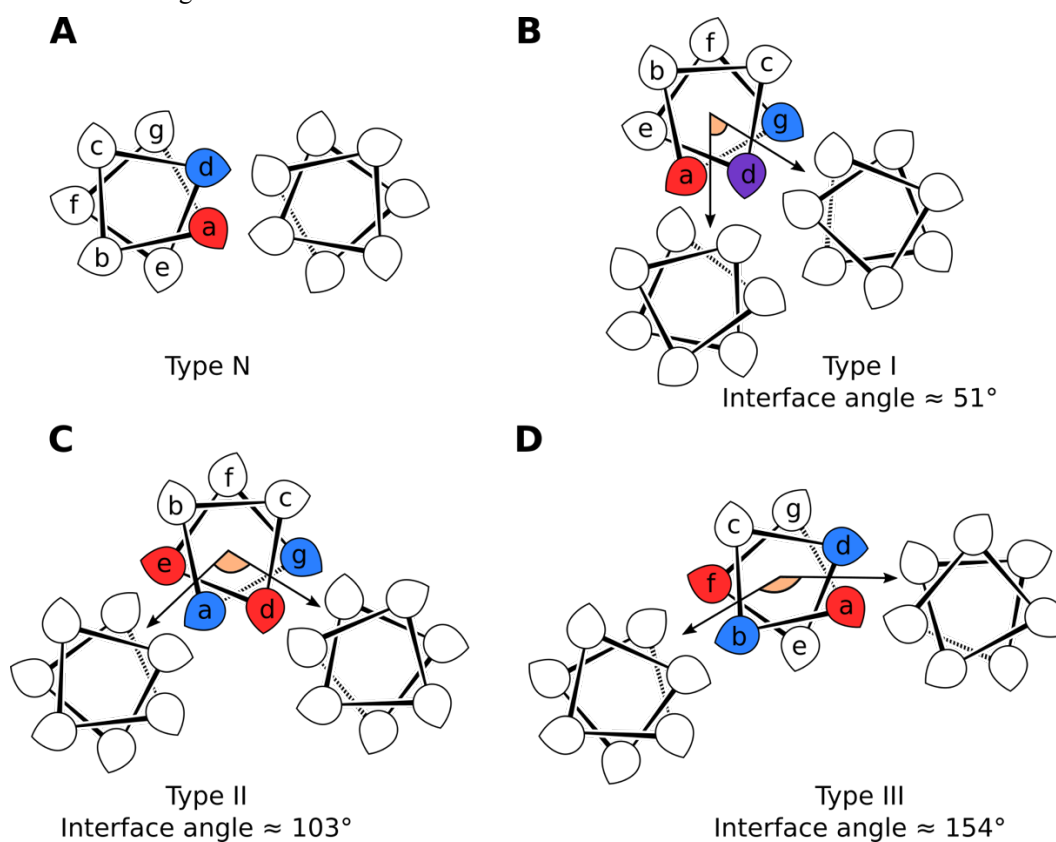 A
B
f
b
c
g
c
d
e
g
f
a
d
a
b
e
Type N
Type I
Interface angle ≈ 51°
C
D
f
b
c
g
c
d
e
g
f
a
a
d
b
e
Type II
Interface angle ≈ 103°
Type III
Interface angle ≈ 154°